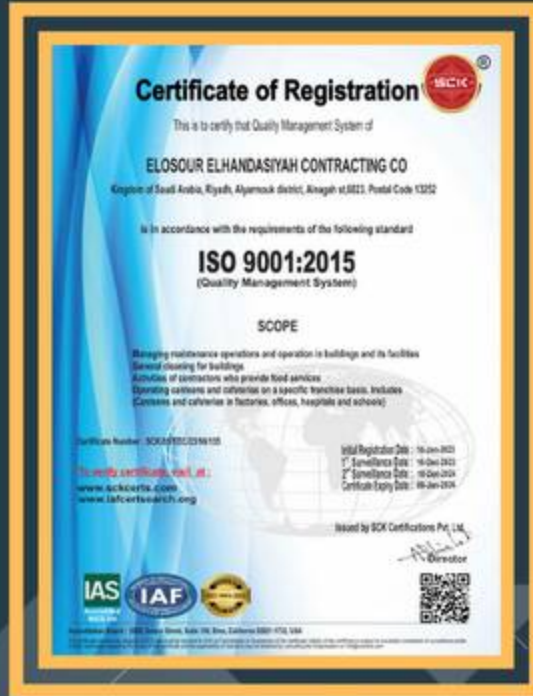 SCK
®
Certificate of Registration
This is to certify that Quality Management System of
ELOSOUR ELHANDASIYAH CONTRACTING CO
Kingdom of Saudi Arabia, Riyadh, Alyarmouk district, Postal Code 13252
is in accordance with the requirements of the following standard
ISO 9001:2015
(Quality Management System)
SCOPE
Managing maintenance operations and operation in buildings and its facilities
General cleaning for buildings
Activities of contractors who provide food services
Operating canteens and cafeterias on a specific franchise basis. Includes
(Canteens and cafeterias in factories, offices, hospitals and schools)
Certificate Number :
Initial Registration Date :
1st Surveillance Date :
2nd Surveillance Date :
Certificate Expiry Date :
To verify certificate visit at :
www.sckcerts.com
www.iafcertsearch.org
Issued by SCK Certifications Pvt. Ltd.
Director
IAS
IAF